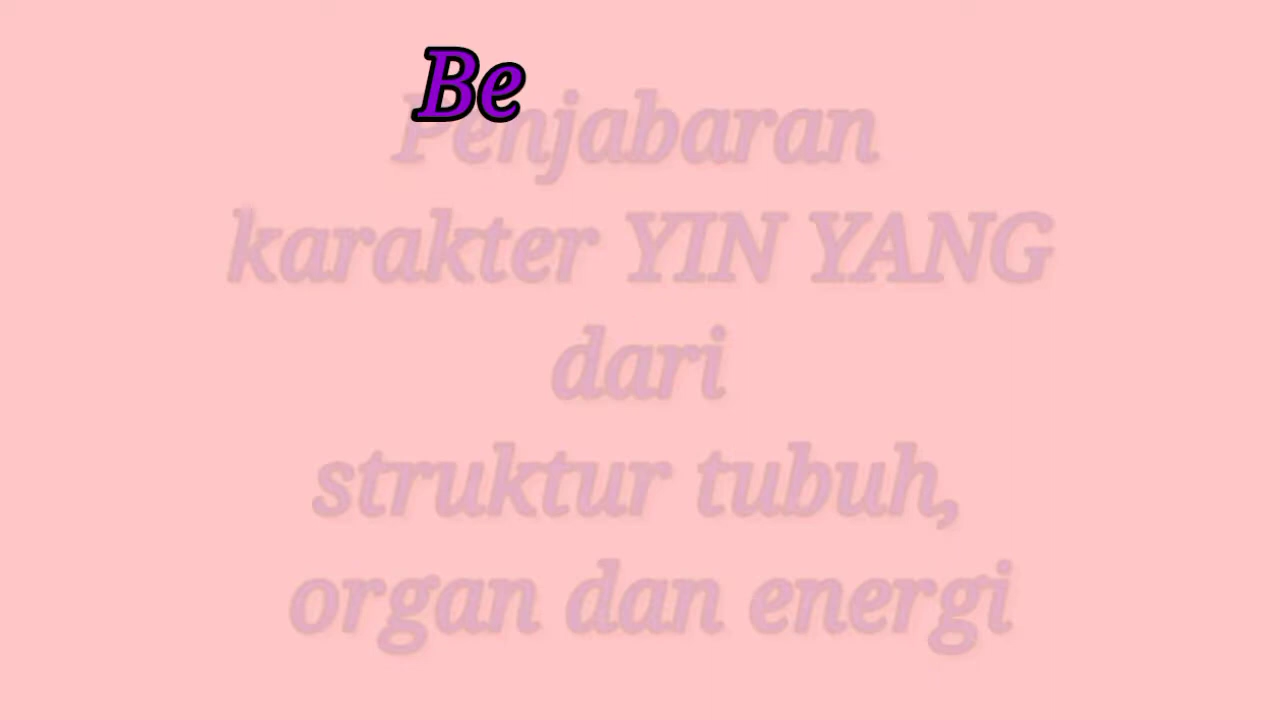 Be
Penjabaran
karakter YIN YANG
dari
struktur tubuh,
organ dan energi